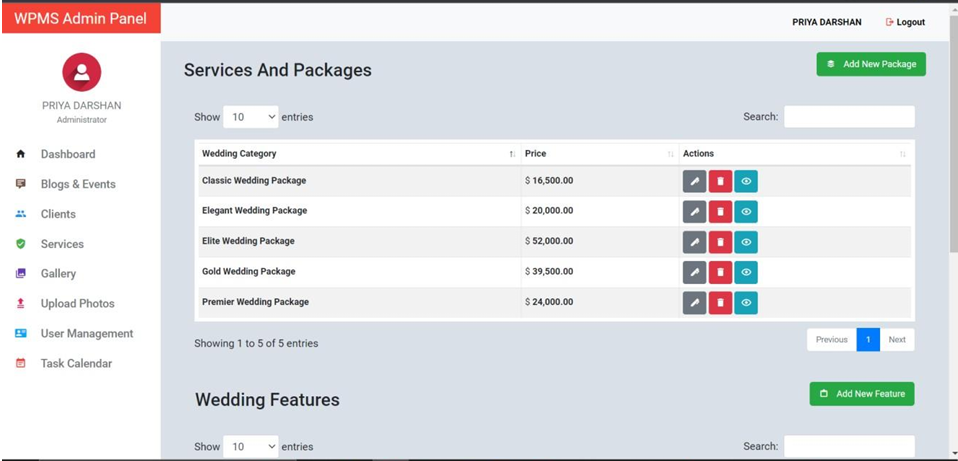 WPMS Admin Panel
PRIYA DARSHAN
Logout
PRIYA DARSHAN
Administrator
Dashboard
Blogs & Events
Clients
Services
Gallery
Upload Photos
User Management
Task Calendar
Services And Packages
Add New Package
Show 10 entries
Search:
Wedding Category Price Actions
Classic Wedding Package $ 16,500.00
Elegant Wedding Package $ 20,000.00
Elite Wedding Package $ 52,000.00
Gold Wedding Package $ 39,500.00
Premier Wedding Package $ 24,000.00
Showing 1 to 5 of 5 entries
Previous 1 Next
Wedding Features
Add New Feature
Show 10 entries
Search: